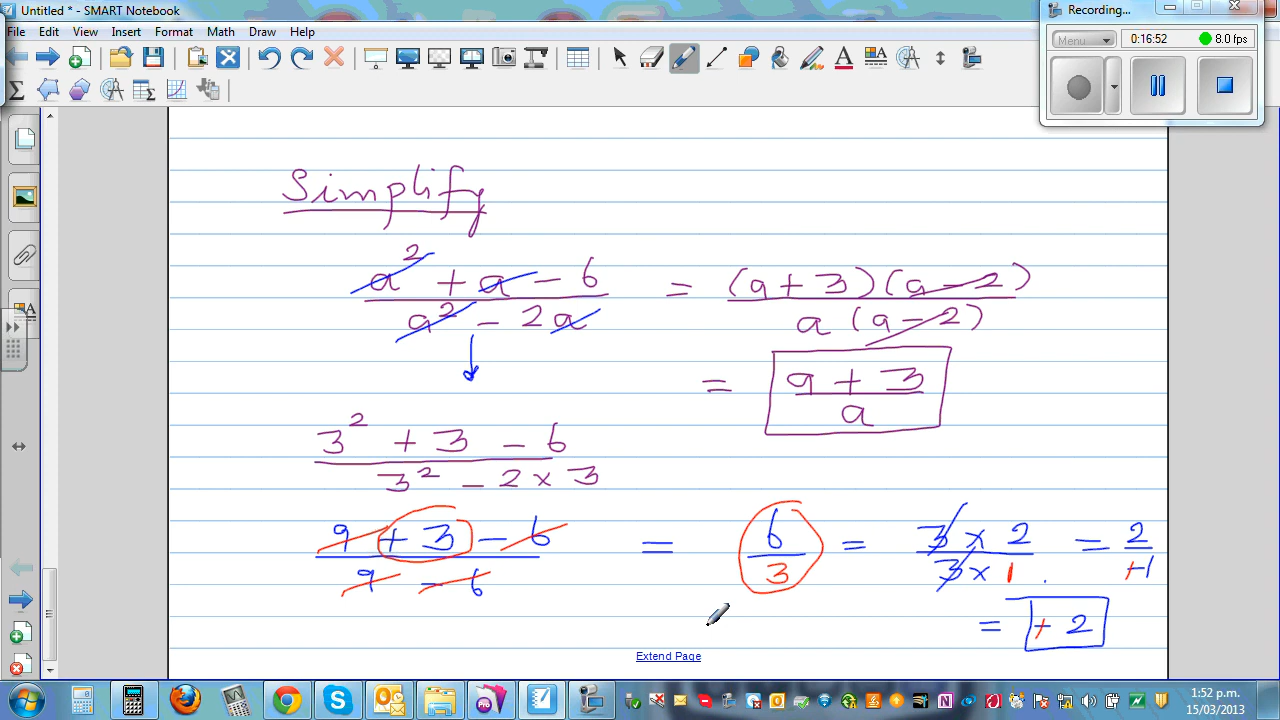 Untitled * - SMART Notebook
File Edit View Insert Format Math Draw Help
Recording...
Menu 0:16:52 8.0 fps
Simplify
a² + a - 6 / a² - 2a = (a + 3)(a - 2) / a (a - 2)
= a + 3 / a
3² + 3 - 6 / 3² - 2 × 3
9 + 3 - 6 / 9 - 6 = 6 / 3 = 3 × 2 / 3 × 1 = 2 / +1
= + 2
Extend Page
1:52 p.m.
15/03/2013